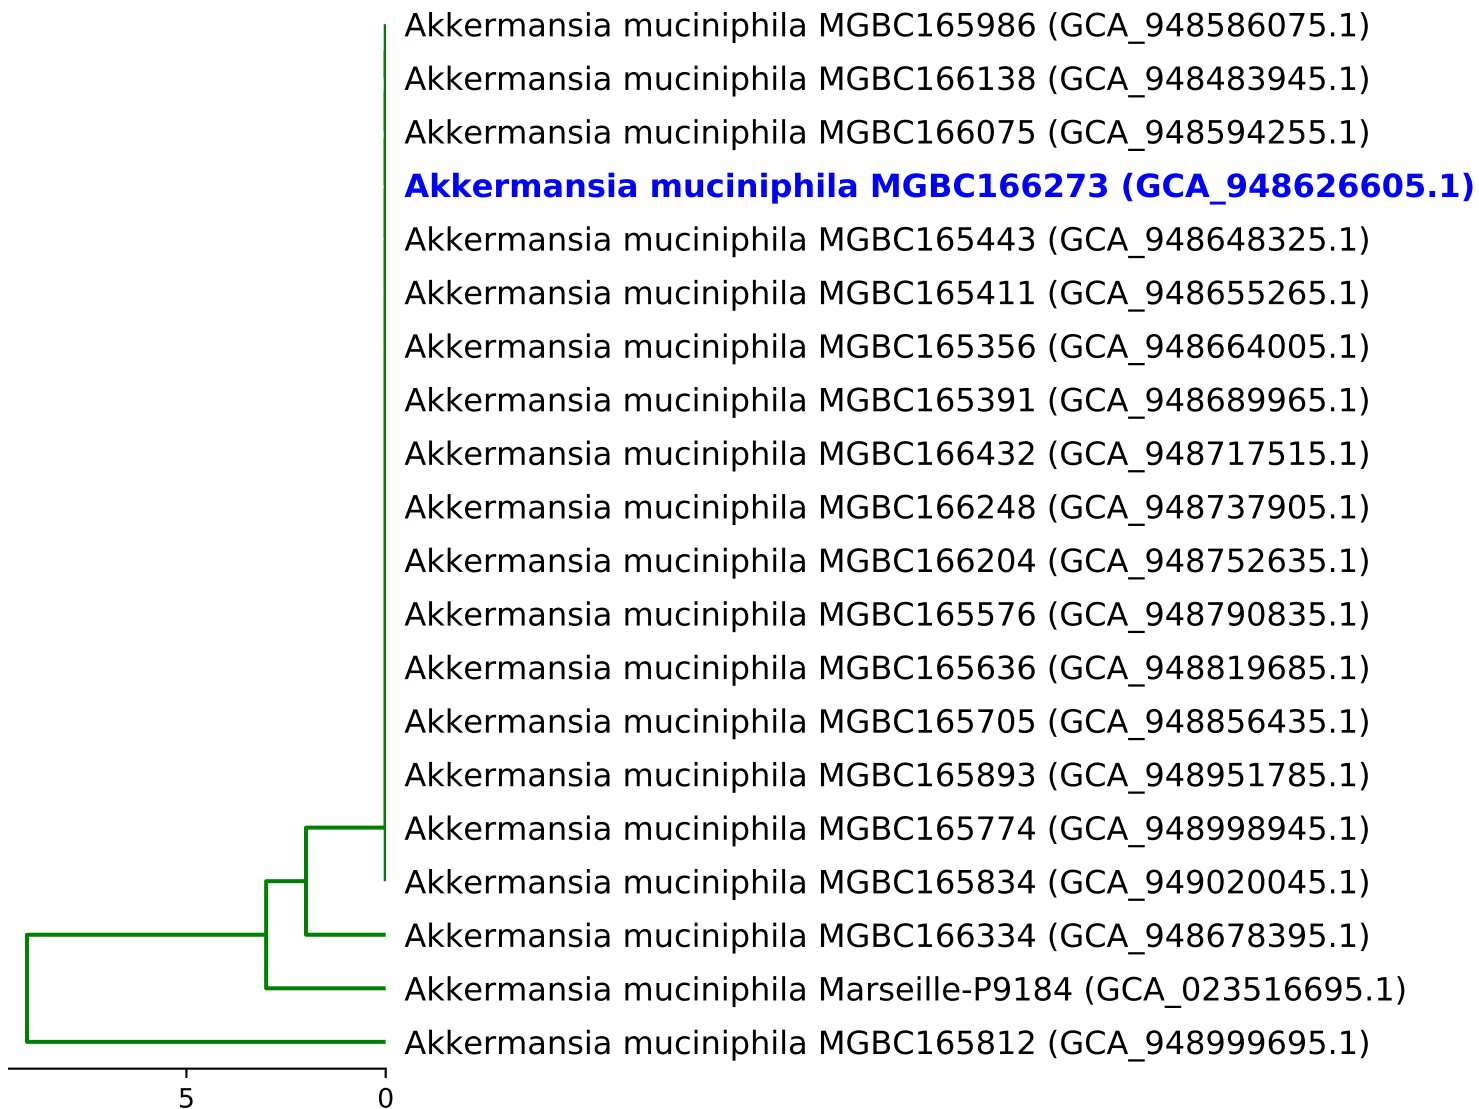 Akkermansia muciniphila MGBC165986 (GCA_948586075.1)
Akkermansia muciniphila MGBC166138 (GCA_948483945.1)
Akkermansia muciniphila MGBC166075 (GCA_948594255.1)
Akkermansia muciniphila MGBC166273 (GCA_948626605.1)
Akkermansia muciniphila MGBC165443 (GCA_948648325.1)
Akkermansia muciniphila MGBC165411 (GCA_948655265.1)
Akkermansia muciniphila MGBC165356 (GCA_948664005.1)
Akkermansia muciniphila MGBC165391 (GCA_948689965.1)
Akkermansia muciniphila MGBC166432 (GCA_948717515.1)
Akkermansia muciniphila MGBC166248 (GCA_948737905.1)
Akkermansia muciniphila MGBC166204 (GCA_948752635.1)
Akkermansia muciniphila MGBC165576 (GCA_948790835.1)
Akkermansia muciniphila MGBC165636 (GCA_948819685.1)
Akkermansia muciniphila MGBC165705 (GCA_948856435.1)
Akkermansia muciniphila MGBC165893 (GCA_948951785.1)
Akkermansia muciniphila MGBC165774 (GCA_948998945.1)
Akkermansia muciniphila MGBC165834 (GCA_949020045.1)
Akkermansia muciniphila MGBC166334 (GCA_948678395.1)
Akkermansia muciniphila Marseille-P9184 (GCA_023516695.1)
Akkermansia muciniphila MGBC165812 (GCA_948999695.1)
5 0